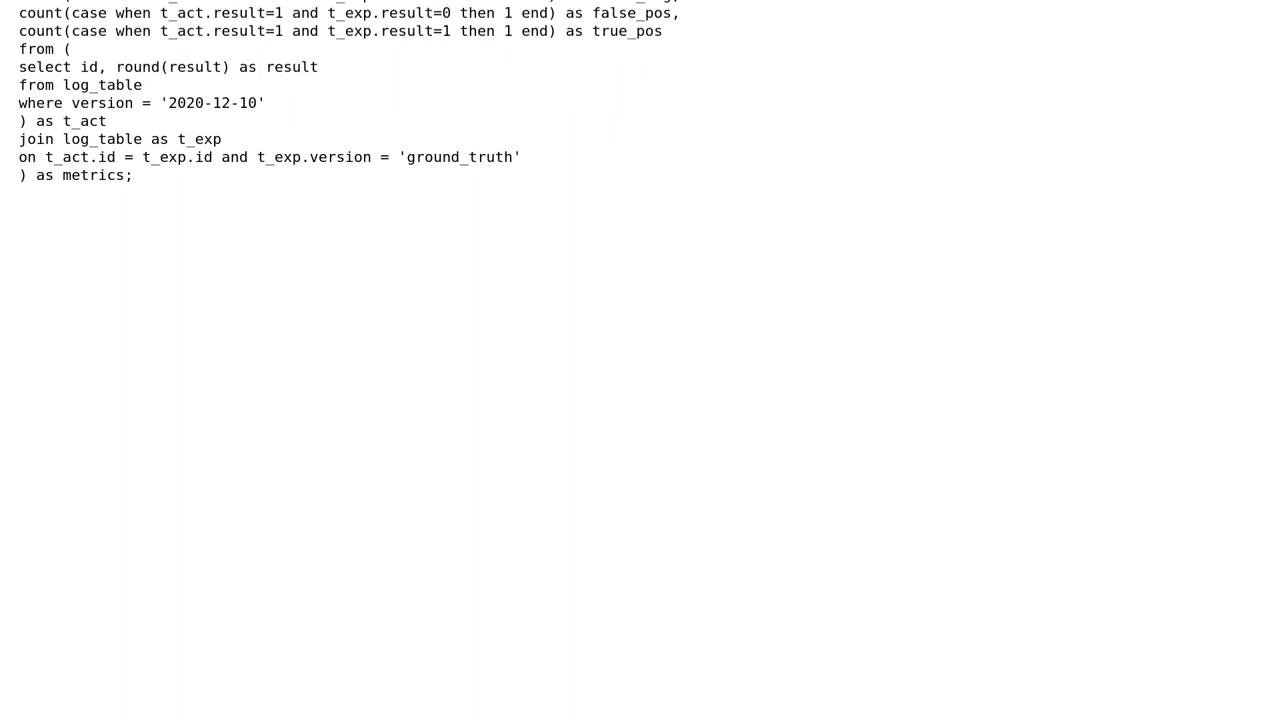 count(case when t_act.result=1 and t_exp.result=0 then 1 end) as false_pos,
count(case when t_act.result=1 and t_exp.result=1 then 1 end) as true_pos
from (
select id, round(result) as result
from log_table
where version = '2020-12-10'
) as t_act
join log_table as t_exp
on t_act.id = t_exp.id and t_exp.version = 'ground_truth'
) as metrics;